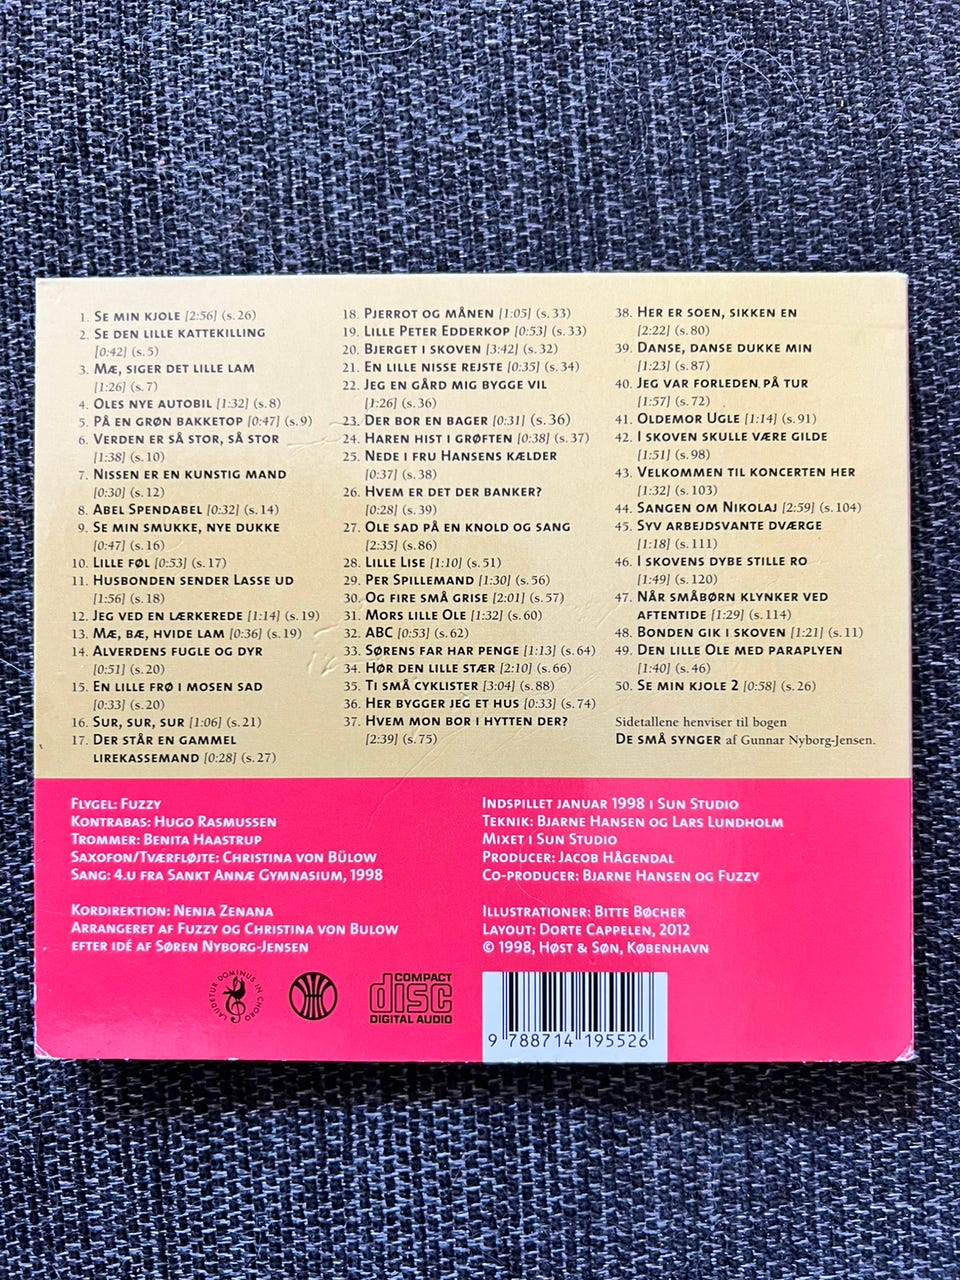 1. Se min kjole [2:56] (s.26)
2. Se den lille kattekilling
[0:42] (s.5)
3. Mæ, siger det lille lam
[1:26] (s.7)
4. Oles nye autobil [1:32] (s.8)
5. På en grøn bakketop [0:47] (s.9)
6. Verden er så stor, så stor
[1:38] (s.10)
7. Nissen er en kunstig mand
[0:30] (s.12)
8. Abel Spendabel [0:32] (s.14)
9. Se min smukke, nye dukke
[0:47] (s.16)
10. Lille føl [0:53] (s.17)
11. Husbonden sender Lasse ud
[1:56] (s.18)
12. Jeg ved en lærkerede [1:14] (s.19)
13. Mæ, bæ, hvide lam [0:36] (s.19)
14. Alverdens fugle og dyr
[0:51] (s.20)
15. En lille frø i mosen sad
[0:33] (s.20)
16. Sur, sur, sur [1:06] (s.21)
17. Der står en gammel
lirekassemand [0:28] (s.27)
18. Pjerrot og månen [1:05] (s.33)
19. Lille Peter Edderkop [0:53] (s.33)
20. Bjerget i skoven [3:42] (s.32)
21. En lille nisse rejste [0:35] (s.34)
22. Jeg en gård mig bygge vil
[1:26] (s.36)
23. Der bor en bager [0:31] (s.36)
24. Haren hist i grøften [0:38] (s.37)
25. Nede i fru Hansens kælder
[0:37] (s.38)
26. Hvem er det der banker?
[0:28] (s.39)
27. Ole sad på en knold og sang
[2:35] (s.86)
28. Lille Lise [1:10] (s.51)
29. Per Spillemand [1:30] (s.56)
30. Og fire små grise [2:01] (s.57)
31. Mors lille Ole [1:32] (s.60)
32. ABC [0:53] (s.62)
33. Sørens far har penge [1:13] (s.64)
34. Hør den lille stær [2:10] (s.66)
35. Ti små cyklister [3:04] (s.88)
36. Her bygger jeg et hus [0:33] (s.74)
37. Hvem mon bor i hytten der?
[2:39] (s.75)
38. Her er soen, sikken en
[2:22] (s.80)
39. Danse, danse dukke min
[1:23] (s.87)
40. Jeg var forleden på tur
[1:57] (s.72)
41. Oldemor Ugle [1:14] (s.91)
42. I skoven skulle være gilde
[1:51] (s.98)
43. Velkommen til koncerten her
[1:32] (s.103)
44. Sangen om Nikolaj [2:59] (s.104)
45. Syv arbejdsvante dværge
[1:18] (s.111)
46. I skovens dybe stille ro
[1:49] (s.120)
47. Når småbørn klynker ved
aftentide [1:29] (s.114)
48. Bonden gik i skoven [1:21] (s.11)
49. Den lille Ole med paraplyen
[1:40] (s.46)
50. Se min kjole 2 [0:58] (s.26)
Sidetallene henviser til bogen
De små synger af Gunnar Nyborg-Jensen.
Flygel: Fuzzy
Kontrabas: Hugo Rasmussen
Trommer: Benita Haastrup
Saxofon/Tværfløjte: Christina von Bülow
Sang: 4.u fra Sankt Annæ Gymnasium, 1998
Kordirektion: Nenia Zenana
Arrangeret af Fuzzy og Christina von Bulow
efter idé af Søren Nyborg-Jensen
Indspillet januar 1998 i Sun Studio
Teknik: Bjarne Hansen og Lars Lundholm
Mixet i Sun Studio
Producer: Jacob Hågendal
Co-producer: Bjarne Hansen og Fuzzy
Illustrationer: Bitte Bøcher
Layout: Dorte Cappelen, 2012
© 1998, Høst & Søn, København
LAUDETUR DOMINUS IN CHORO
COMPACT
disc
DIGITAL AUDIO
9 788714 195526